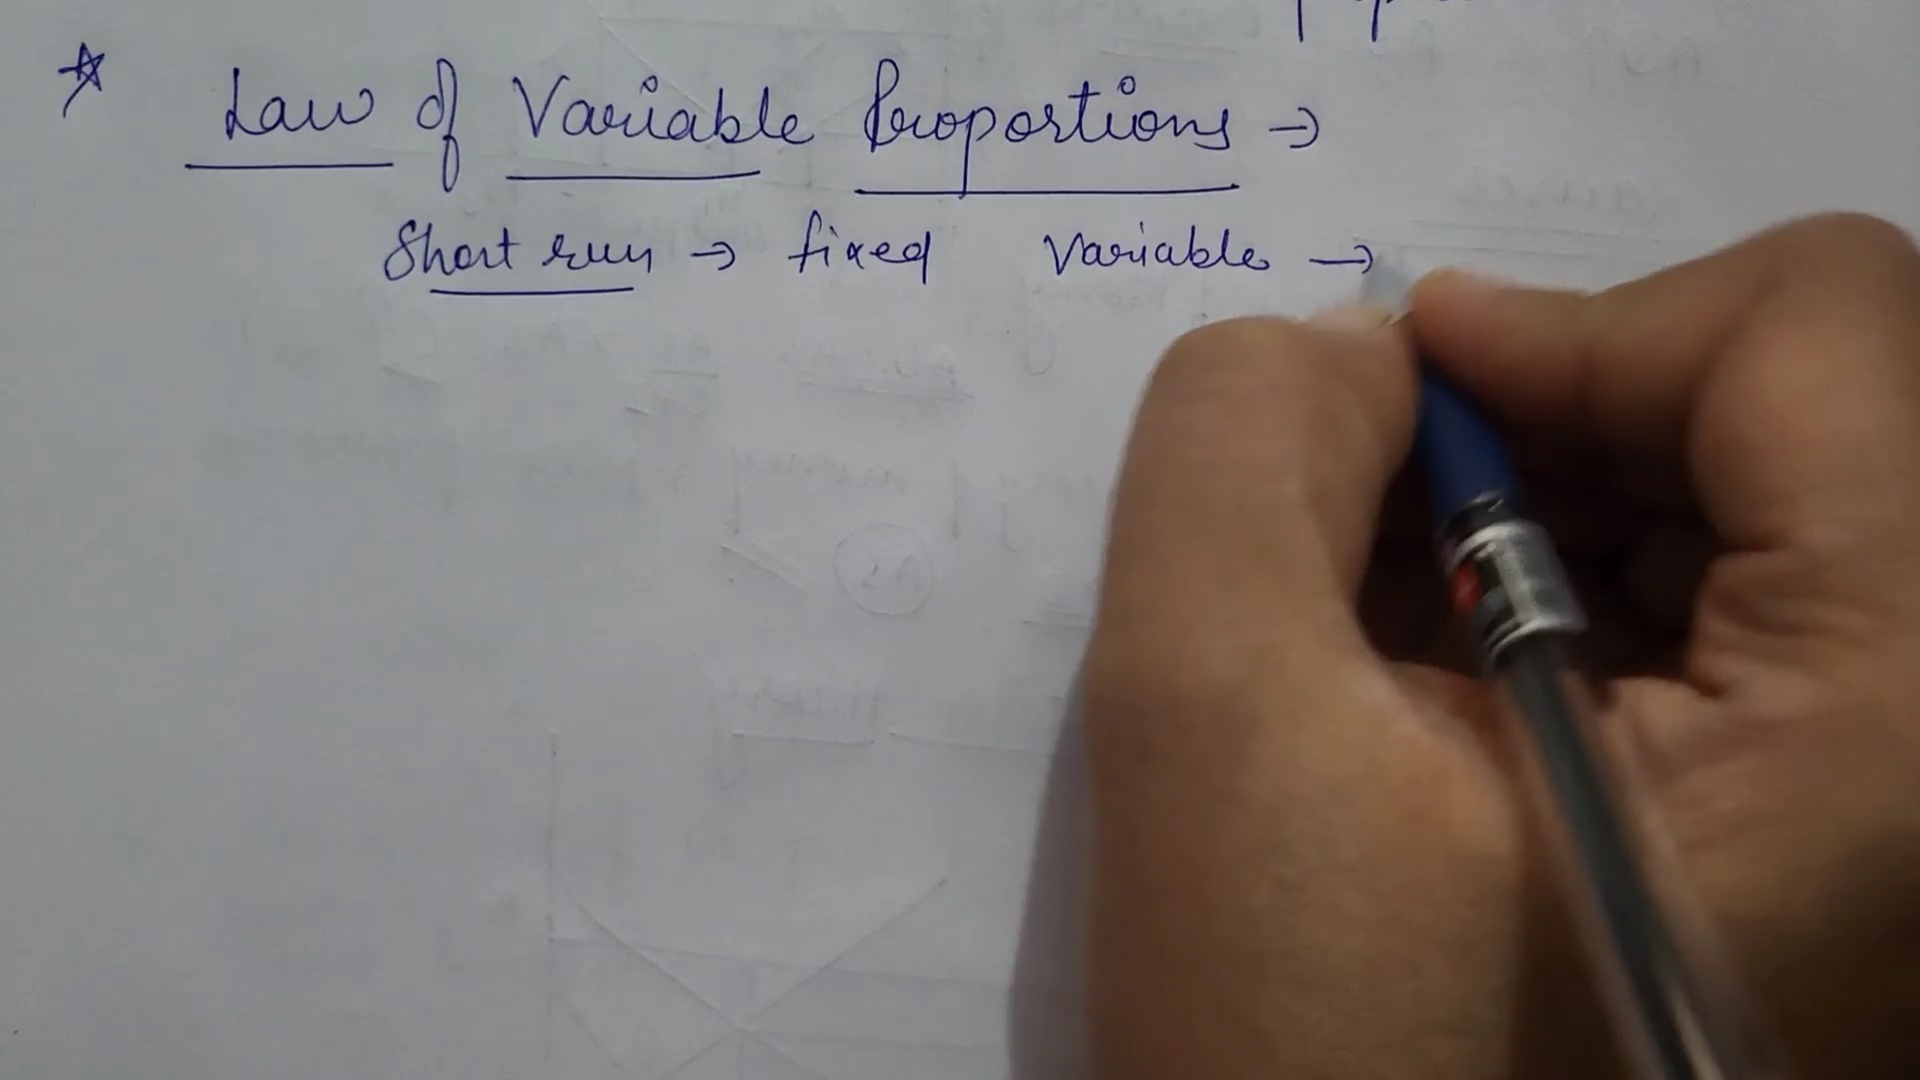 * Law of Variable Proportions →
Short run → fixed Variable →